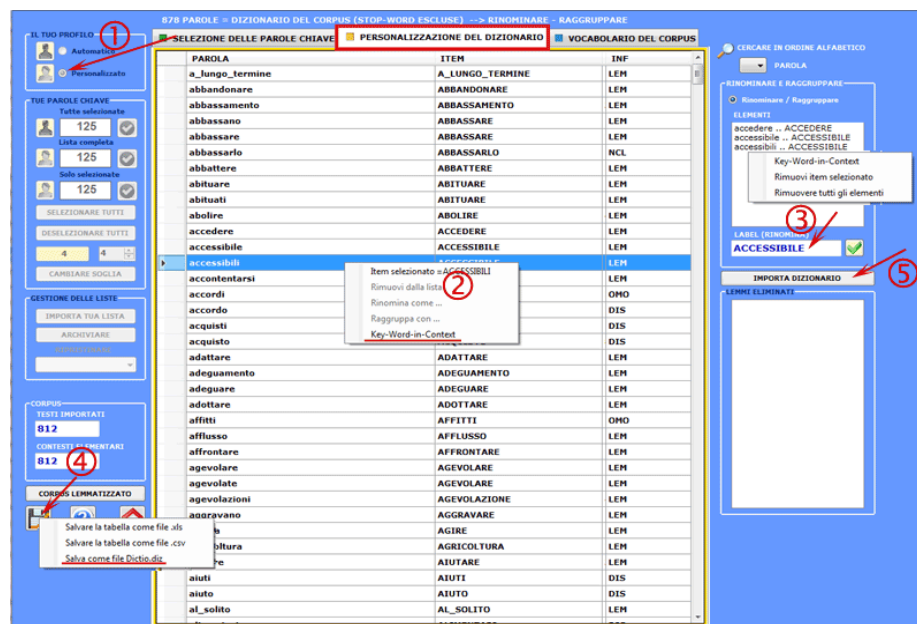 878 PAROLE = DIZIONARIO DEL CORPUS (STOP-WORD ESCLUSE) --> RINOMINARE - RAGGRUPPARE
IL TUO PROFILO
1
Automatico
Personalizzato
TUE PAROLE CHIAVE
Tutte selezionate
125
Lista completa
125
Solo selezionate
125
SELEZIONARE TUTTI
DESELEZIONARE TUTTI
4 4
CAMBIARE SOGLIA
GESTIONE DELLE LISTE
IMPORTA TUA LISTA
ARCHIVIARE
CORPUS
TESTI IMPORTATI
812
CONTESTI ELEMENTARI
812
4
CORPUS LEMMATIZZATO
Salvare la tabella come file .xls
Salvare la tabella come file .csv
Salva come file Dictio.diz
SELEZIONE DELLE PAROLE CHIAVE PERSONALIZZAZIONE DEL DIZIONARIO VOCABOLARIO DEL CORPUS
PAROLA ITEM INF
a_lungo_termine A_LUNGO_TERMINE LEM
abbandonare ABBANDONARE LEM
abbassamento ABBASSAMENTO LEM
abbassano ABBASSARE LEM
abbassare ABBASSARE LEM
abbassarlo ABBASSARLO NCL
abbattere ABBATTERE LEM
abituare ABITUARE LEM
abituati ABITUARE LEM
abolire ABOLIRE LEM
accedere ACCEDERE LEM
accessibile ACCESSIBILE LEM
accessibili LEM
accontentarsi LEM
accordi OMO
accordo DIS
acquisti DIS
acquisto DIS
adattare ADATTARE LEM
adeguamento ADEGUAMENTO LEM
adeguare ADEGUARE LEM
adottare ADOTTARE LEM
affitti AFFITTI OMO
afflusso AFFLUSSO LEM
affrontare AFFRONTARE LEM
agevolare AGEVOLARE LEM
agevolate AGEVOLARE LEM
agevolazioni AGEVOLAZIONE LEM
aggravano AGGRAVARE LEM
AGIRE LEM
AGRICOLTURA LEM
AIUTARE LEM
aiuti AIUTI DIS
aiuto AIUTO DIS
al_solito AL_SOLITO LEM
Item selezionato =ACCESSIBILI
Rimuovi dalla lista
2
Rinomina come ...
Raggruppa con ...
Key-Word-in-Context
CERCARE IN ORDINE ALFABETICO
PAROLA
RINOMINARE E RAGGRUPPARE
Rinominare / Raggruppare
ELEMENTI
accedere .. ACCEDERE
accessibile .. ACCESSIBILE
accessibili .. ACCESSIBILE
Key-Word-in-Context
Rimuovi item selezionato
Rimuovere tutti gli elementi
3
LABEL (RINOMINA)
ACCESSIBILE
5
IMPORTA DIZIONARIO
LEMMI ELIMINATI